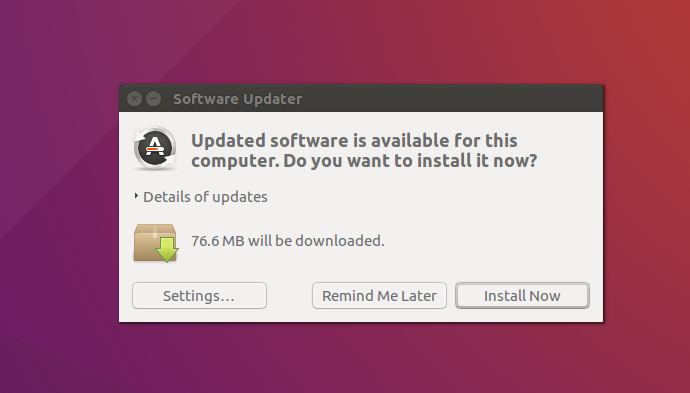 Software Updater
Updated software is available for this
computer. Do you want to install it now?
Details of updates
76.6 MB will be downloaded.
Settings...
Remind Me Later
Install Now